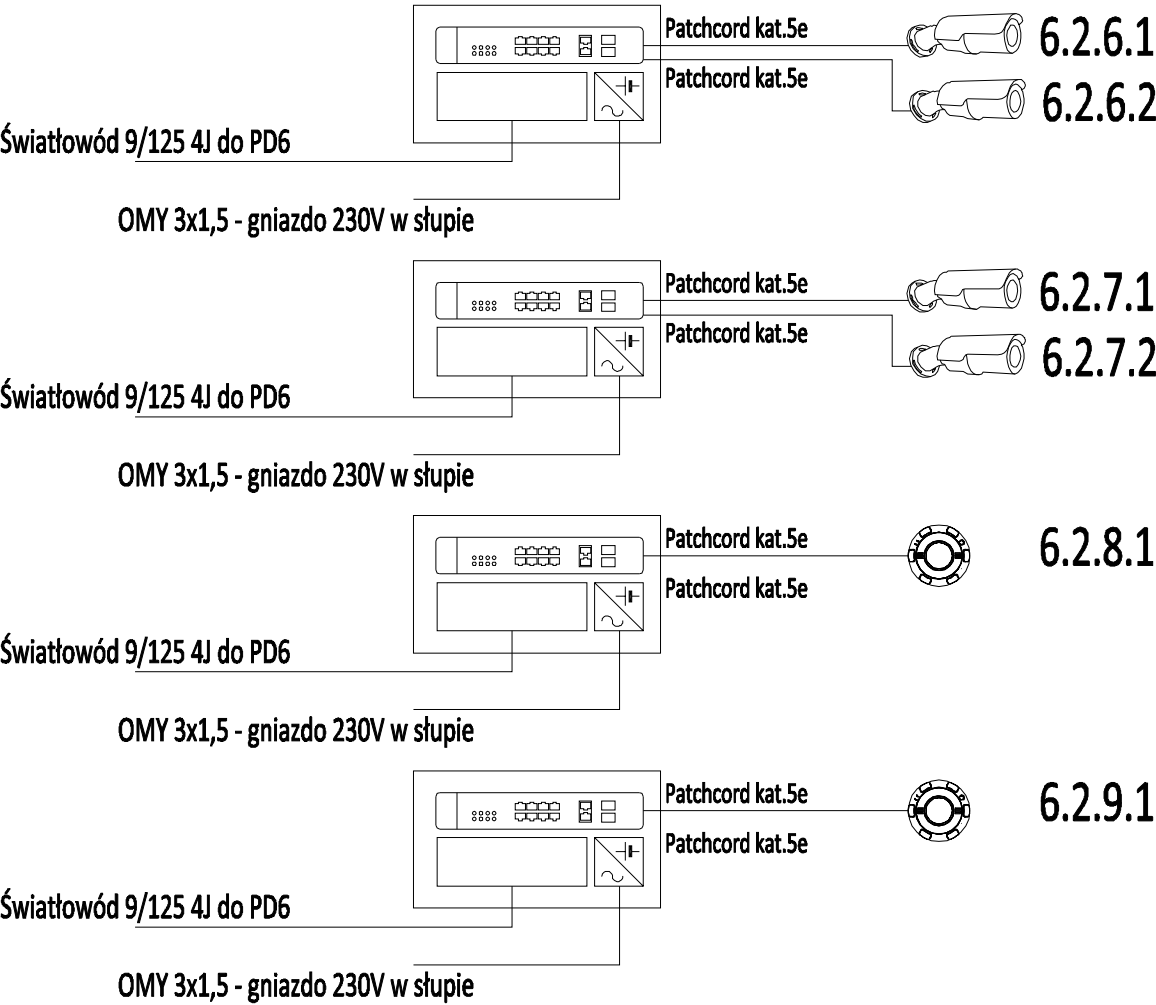 Patchcord kat.5e
6.2.6.1
Patchcord kat.5e
6.2.6.2
Światłowód 9/125 4J do PD6
OMY 3x1,5 - gniazdo 230V w słupie
Patchcord kat.5e
6.2.7.1
Patchcord kat.5e
6.2.7.2
Światłowód 9/125 4J do PD6
OMY 3x1,5 - gniazdo 230V w słupie
Patchcord kat.5e
6.2.8.1
Patchcord kat.5e
Światłowód 9/125 4J do PD6
OMY 3x1,5 - gniazdo 230V w słupie
Patchcord kat.5e
6.2.9.1
Patchcord kat.5e
Światłowód 9/125 4J do PD6
OMY 3x1,5 - gniazdo 230V w słupie